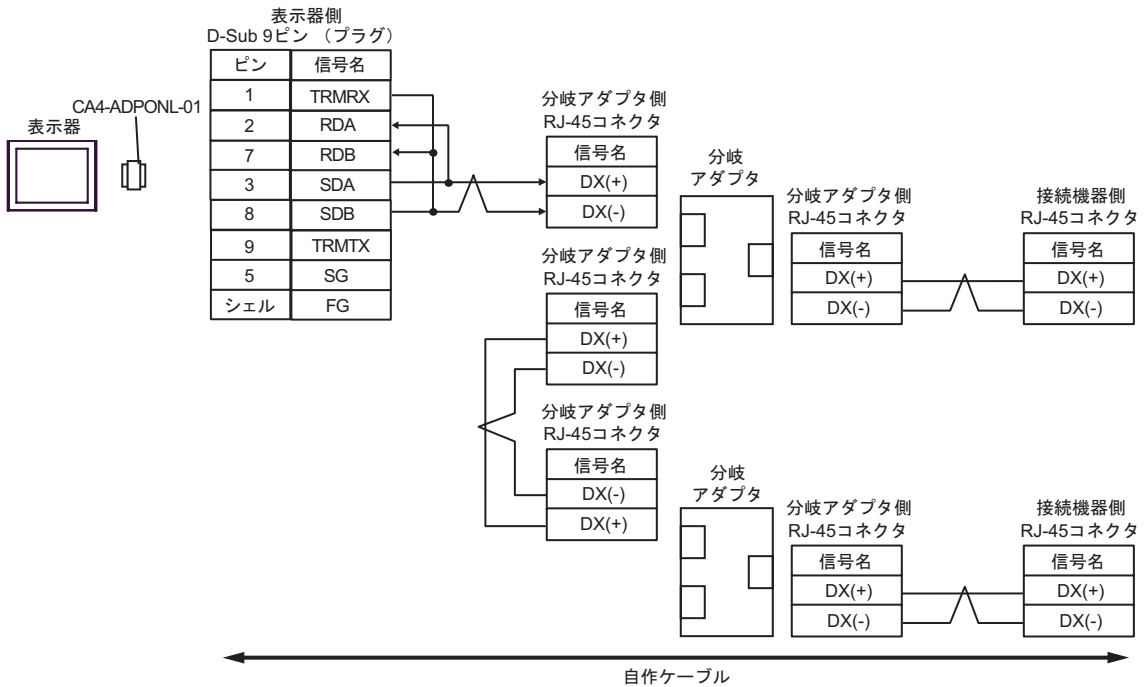 表示器側
D-Sub 9ピン （プラグ）
ピン 信号名
1 TRMRX
2 RDA
7 RDB
3 SDA
8 SDB
9 TRMTX
5 SG
シェル FG
CA4-ADPONL-01
表示器
分岐アダプタ側
RJ-45コネクタ
信号名
DX(+)
DX(-)
分岐アダプタ側
RJ-45コネクタ
信号名
DX(+)
DX(-)
分岐アダプタ側
RJ-45コネクタ
信号名
DX(-)
DX(+)
分岐
アダプタ
分岐アダプタ側
RJ-45コネクタ
信号名
DX(+)
DX(-)
接続機器側
RJ-45コネクタ
信号名
DX(+)
DX(-)
分岐
アダプタ
分岐アダプタ側
RJ-45コネクタ
信号名
DX(+)
DX(-)
接続機器側
RJ-45コネクタ
信号名
DX(+)
DX(-)
自作ケーブル